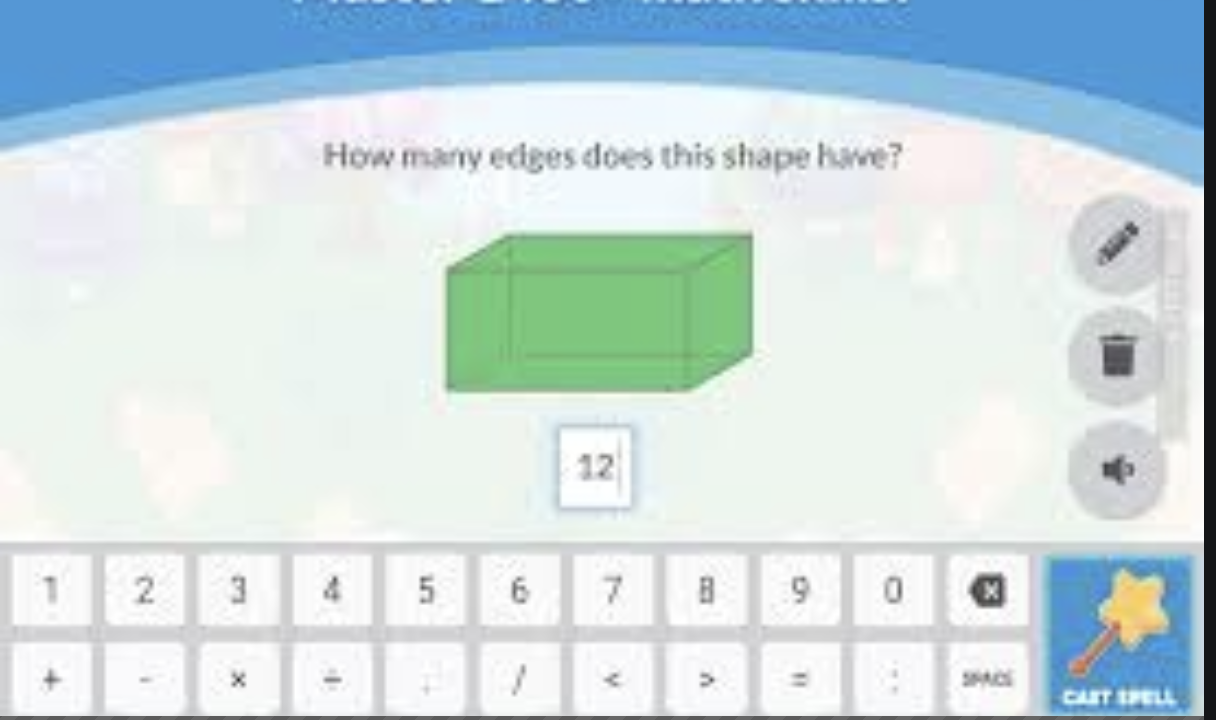 How many edges does this shape have?
12
1 2 3 4 5 6 7 8 9 0
+ - × ÷ . / < > = : SPACE
CAST SPELL